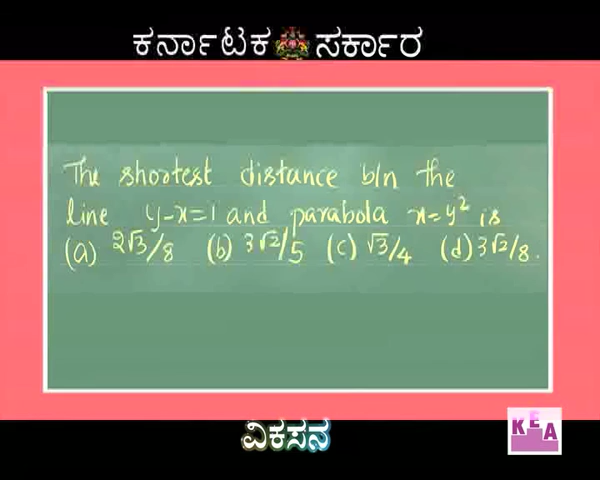 ಕರ್ನಾಟಕ ಸರ್ಕಾರ
The shortest distance b/n the
line y-x=1 and parabola x=y² is
(a) 2√3/8 (b) 3√2/5 (c) √3/4 (d) 3√2/8.
ವಿಕಸನ
KEA